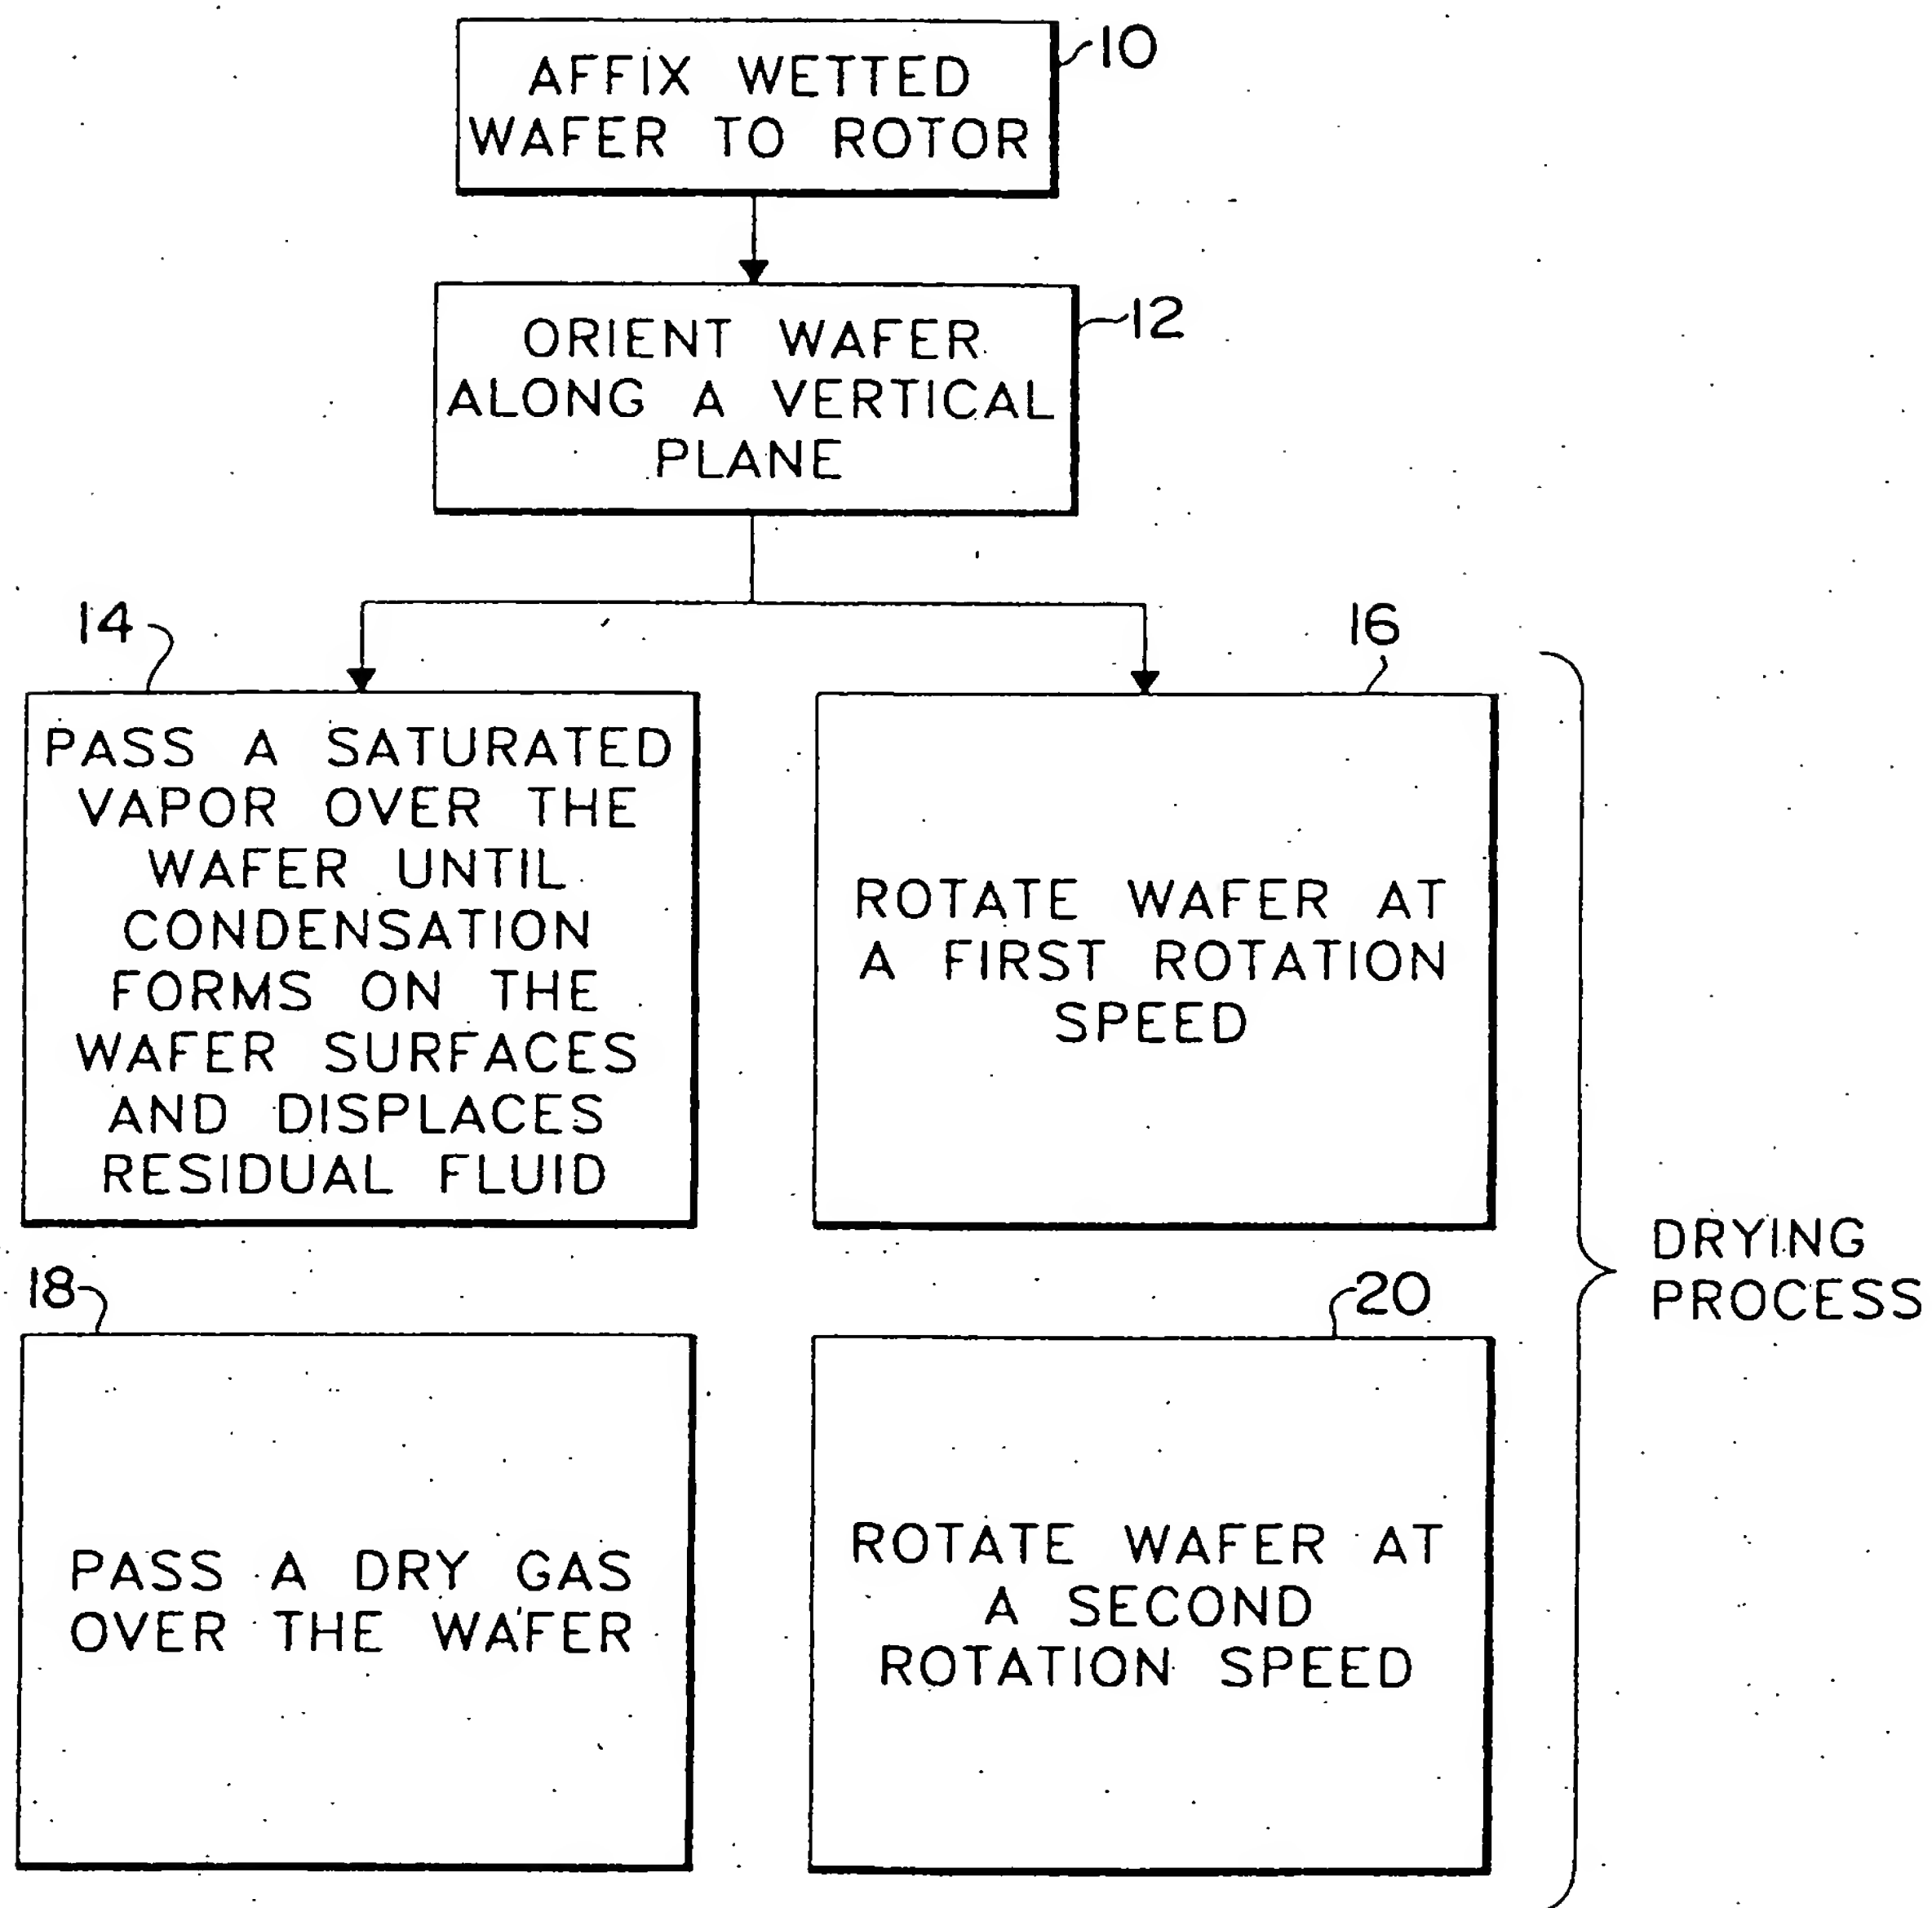 AFFIX WETTED
WAFER TO ROTOR
10
ORIENT WAFER
ALONG A VERTICAL
PLANE
12
14
PASS A SATURATED
VAPOR OVER THE
WAFER UNTIL
CONDENSATION
FORMS ON THE
WAFER SURFACES
AND DISPLACES
RESIDUAL FLUID
16
ROTATE WAFER AT
A FIRST ROTATION
SPEED
18
PASS A DRY GAS
OVER THE WAFER
20
ROTATE WAFER AT
A SECOND
ROTATION SPEED
DRYING
PROCESS